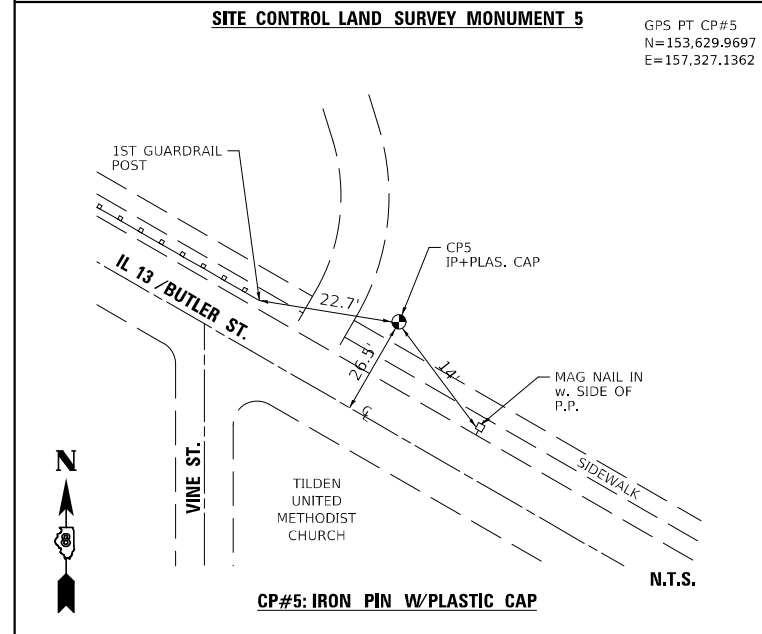 SITE CONTROL LAND SURVEY MONUMENT 5
GPS PT CP#5
N=153,629.9697
E=157,327.1362
1ST GUARDRAIL
POST
CP5
IP+PLAS. CAP
IL 13 /BUTLER ST.
22.7'
26.5'
14'
MAG NAIL IN
w. SIDE OF
P.P.
℄
SIDEWALK
VINE ST.
TILDEN
UNITED
METHODIST
CHURCH
N
8
N.T.S.
CP#5: IRON PIN W/PLASTIC CAP